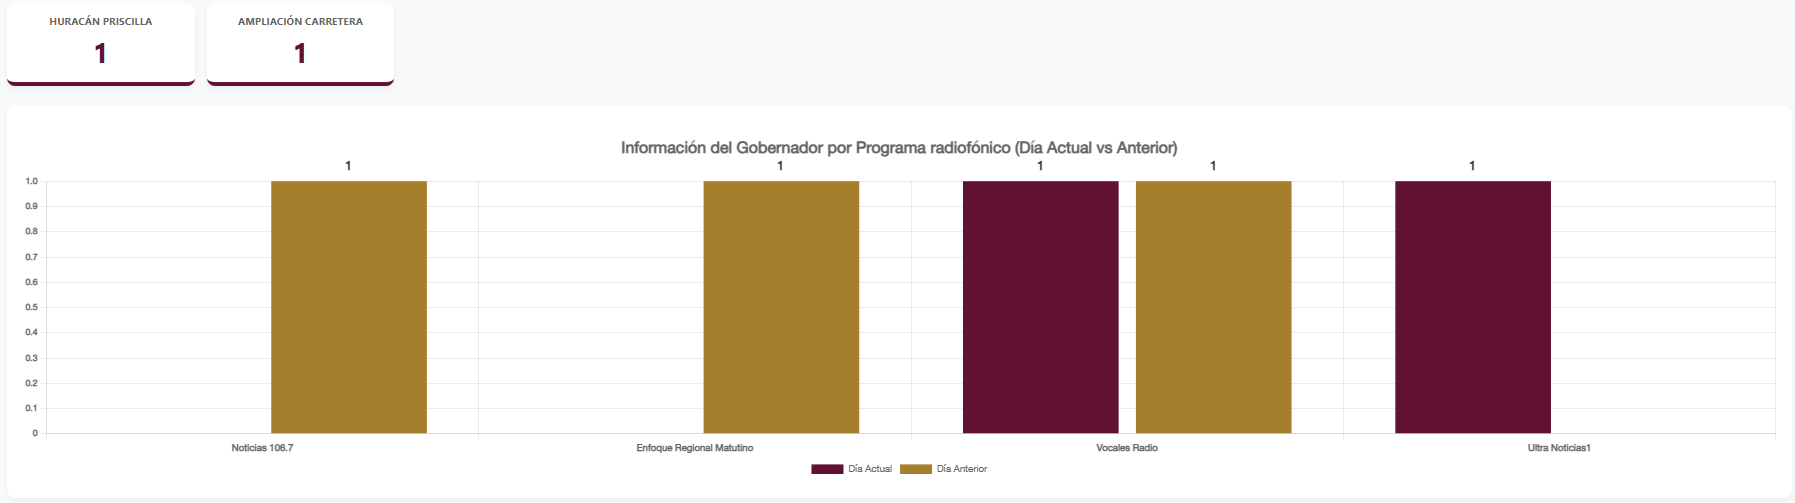 HURACÁN PRISCILLA
1
AMPLIACIÓN CARRETERA
1
Información del Gobernador por Programa radiofónico (Día Actual vs Anterior)
1 1 1 1 1
1.0
0.9
0.8
0.7
0.6
0.5
0.4
0.3
0.2
0.1
0
Noticias 106.7 Enfoque Regional Matutino Vocales Radio Ultra Noticias1
Día Actual Día Anterior